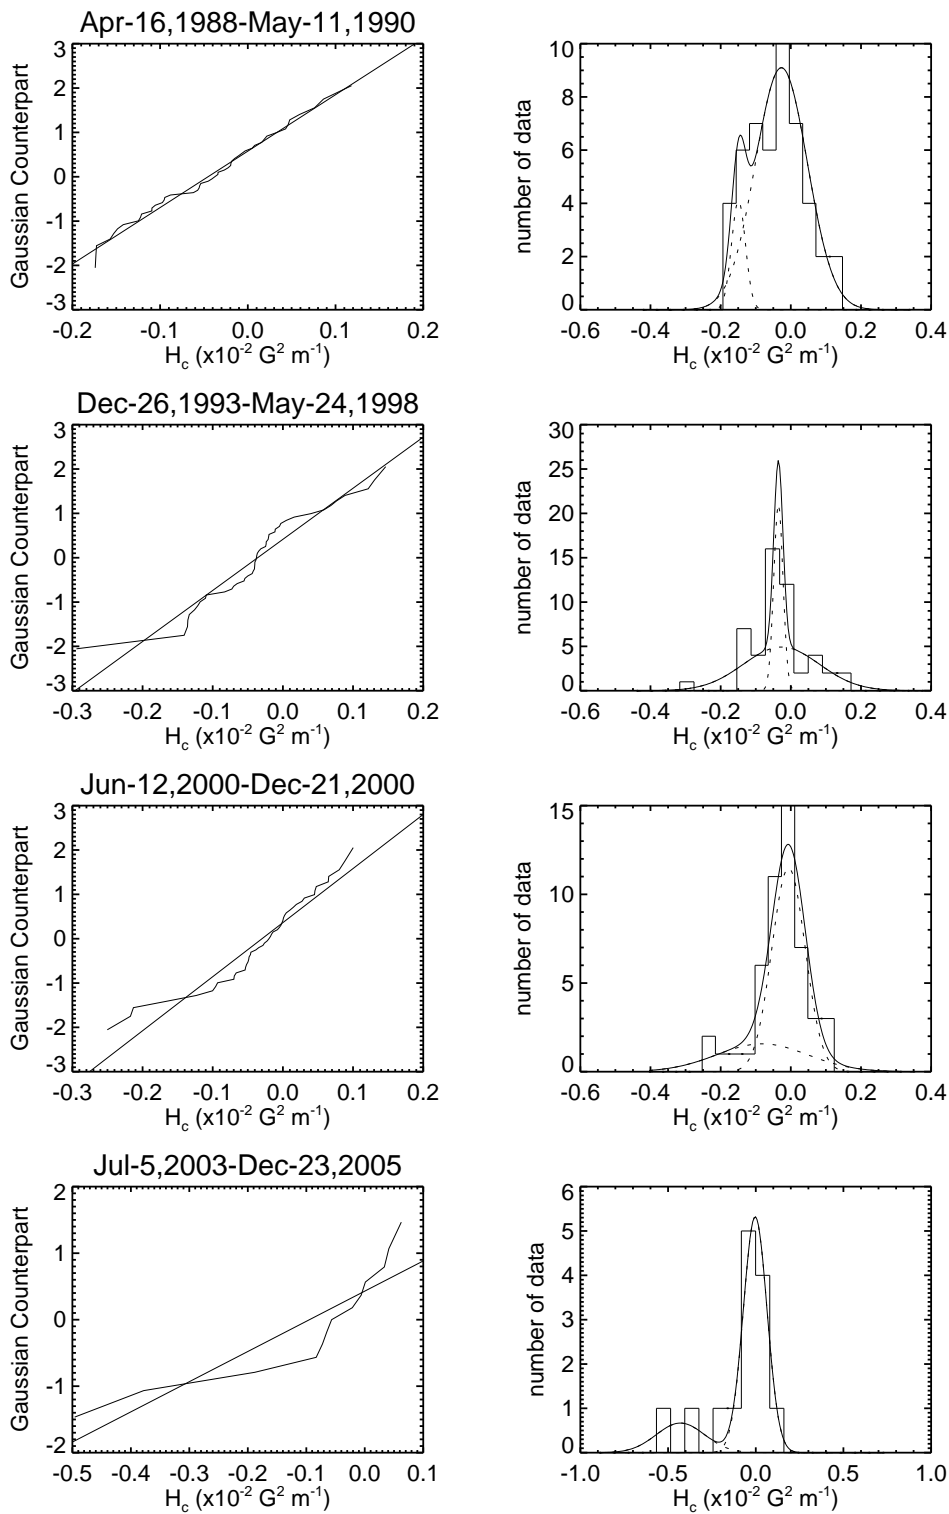 Apr-16,1988-May-11,1990
Gaussian Counterpart
3
2
1
0
-1
-2
-3
-0.2 -0.1 0.0 0.1 0.2
H_c (x10^-2 G^2 m^-1)
number of data
10
8
6
4
2
0
-0.6 -0.4 -0.2 0.0 0.2 0.4
H_c (x10^-2 G^2 m^-1)
Dec-26,1993-May-24,1998
Gaussian Counterpart
3
2
1
0
-1
-2
-3
-0.3 -0.2 -0.1 0.0 0.1 0.2
H_c (x10^-2 G^2 m^-1)
number of data
30
25
20
15
10
5
0
-0.6 -0.4 -0.2 0.0 0.2 0.4
H_c (x10^-2 G^2 m^-1)
Jun-12,2000-Dec-21,2000
Gaussian Counterpart
3
2
1
0
-1
-2
-3
-0.3 -0.2 -0.1 0.0 0.1 0.2
H_c (x10^-2 G^2 m^-1)
number of data
15
10
5
0
-0.6 -0.4 -0.2 0.0 0.2 0.4
H_c (x10^-2 G^2 m^-1)
Jul-5,2003-Dec-23,2005
Gaussian Counterpart
2
1
0
-1
-2
-0.5 -0.4 -0.3 -0.2 -0.1 0.0 0.1
H_c (x10^-2 G^2 m^-1)
number of data
6
5
4
3
2
1
0
-1.0 -0.5 0.0 0.5 1.0
H_c (x10^-2 G^2 m^-1)